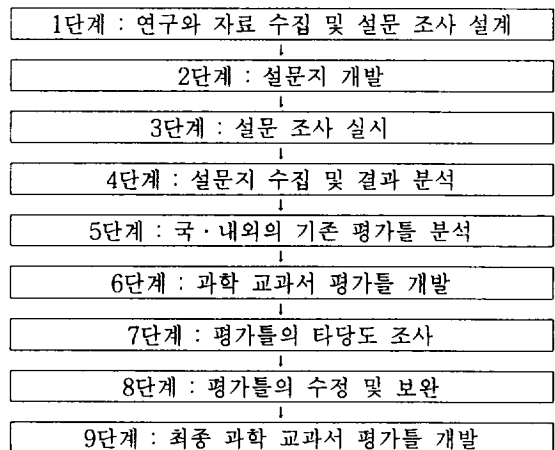 1단계 : 연구와 자료 수집 및 설문 조사 설계
↓
2단계 : 설문지 개발
↓
3단계 : 설문 조사 실시
↓
4단계 : 설문지 수집 및 결과 분석
↓
5단계 : 국·내외의 기존 평가틀 분석
↓
6단계 : 과학 교과서 평가틀 개발
↓
7단계 : 평가틀의 타당도 조사
↓
8단계 : 평가틀의 수정 및 보완
↓
9단계 : 최종 과학 교과서 평가틀 개발